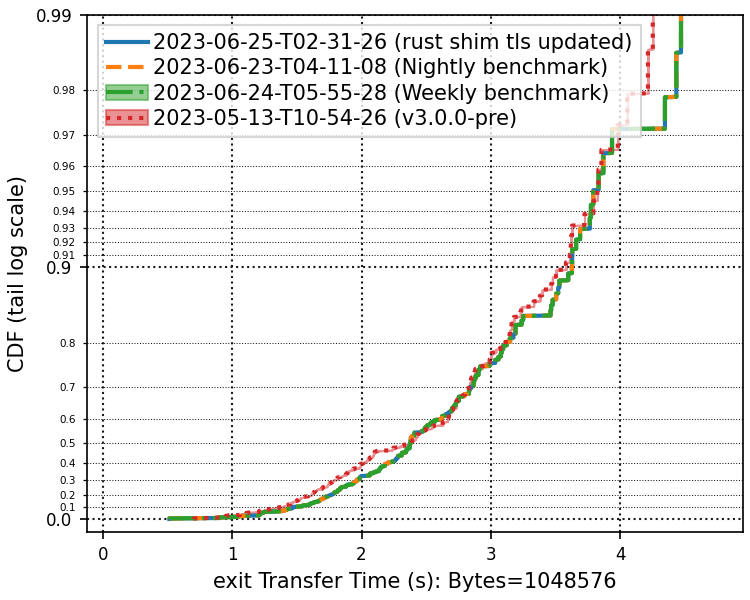 0.99
2023-06-25-T02-31-26 (rust shim tls updated)
2023-06-23-T04-11-08 (Nightly benchmark)
2023-06-24-T05-55-28 (Weekly benchmark)
2023-05-13-T10-54-26 (v3.0.0-pre)
0.98
0.97
0.96
0.95
0.94
0.93
0.92
0.91
0.9
0.8
0.7
0.6
0.5
0.4
0.3
0.2
0.1
0.0
CDF (tail log scale)
0 1 2 3 4
exit Transfer Time (s): Bytes=1048576